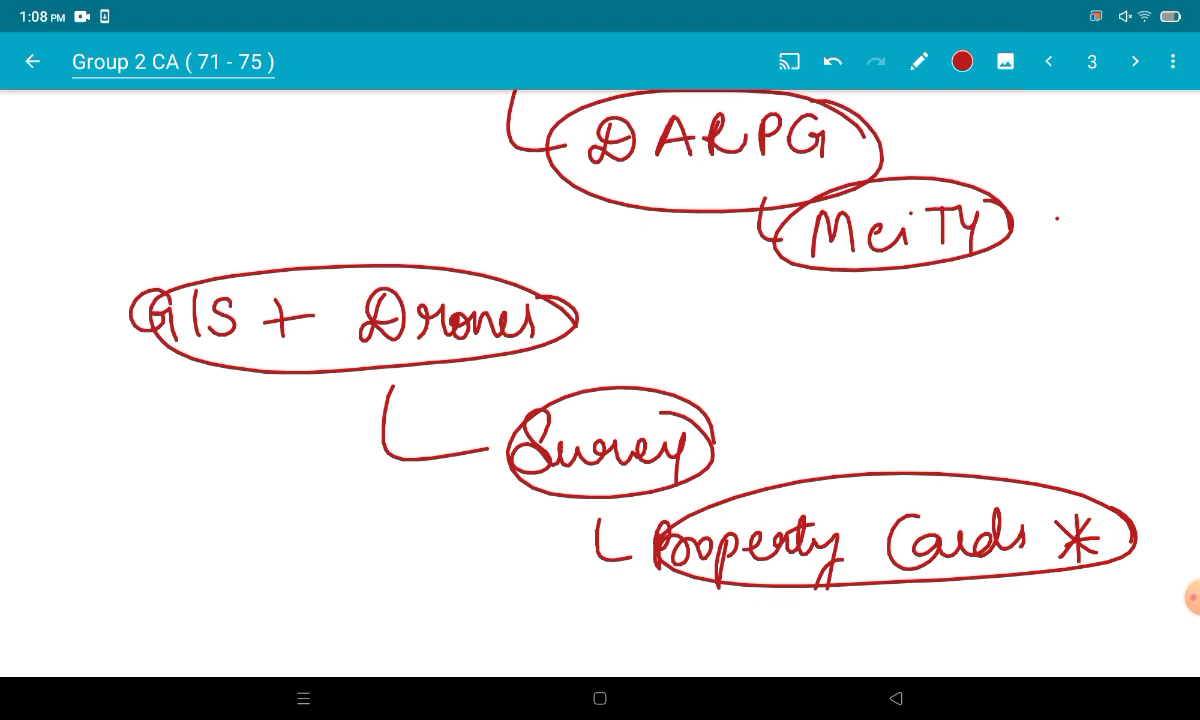 1:08 PM
Group 2 CA ( 71 - 75 )
3
DARPG
MeiTY
GIS + Drones
Survey
Property Cards *